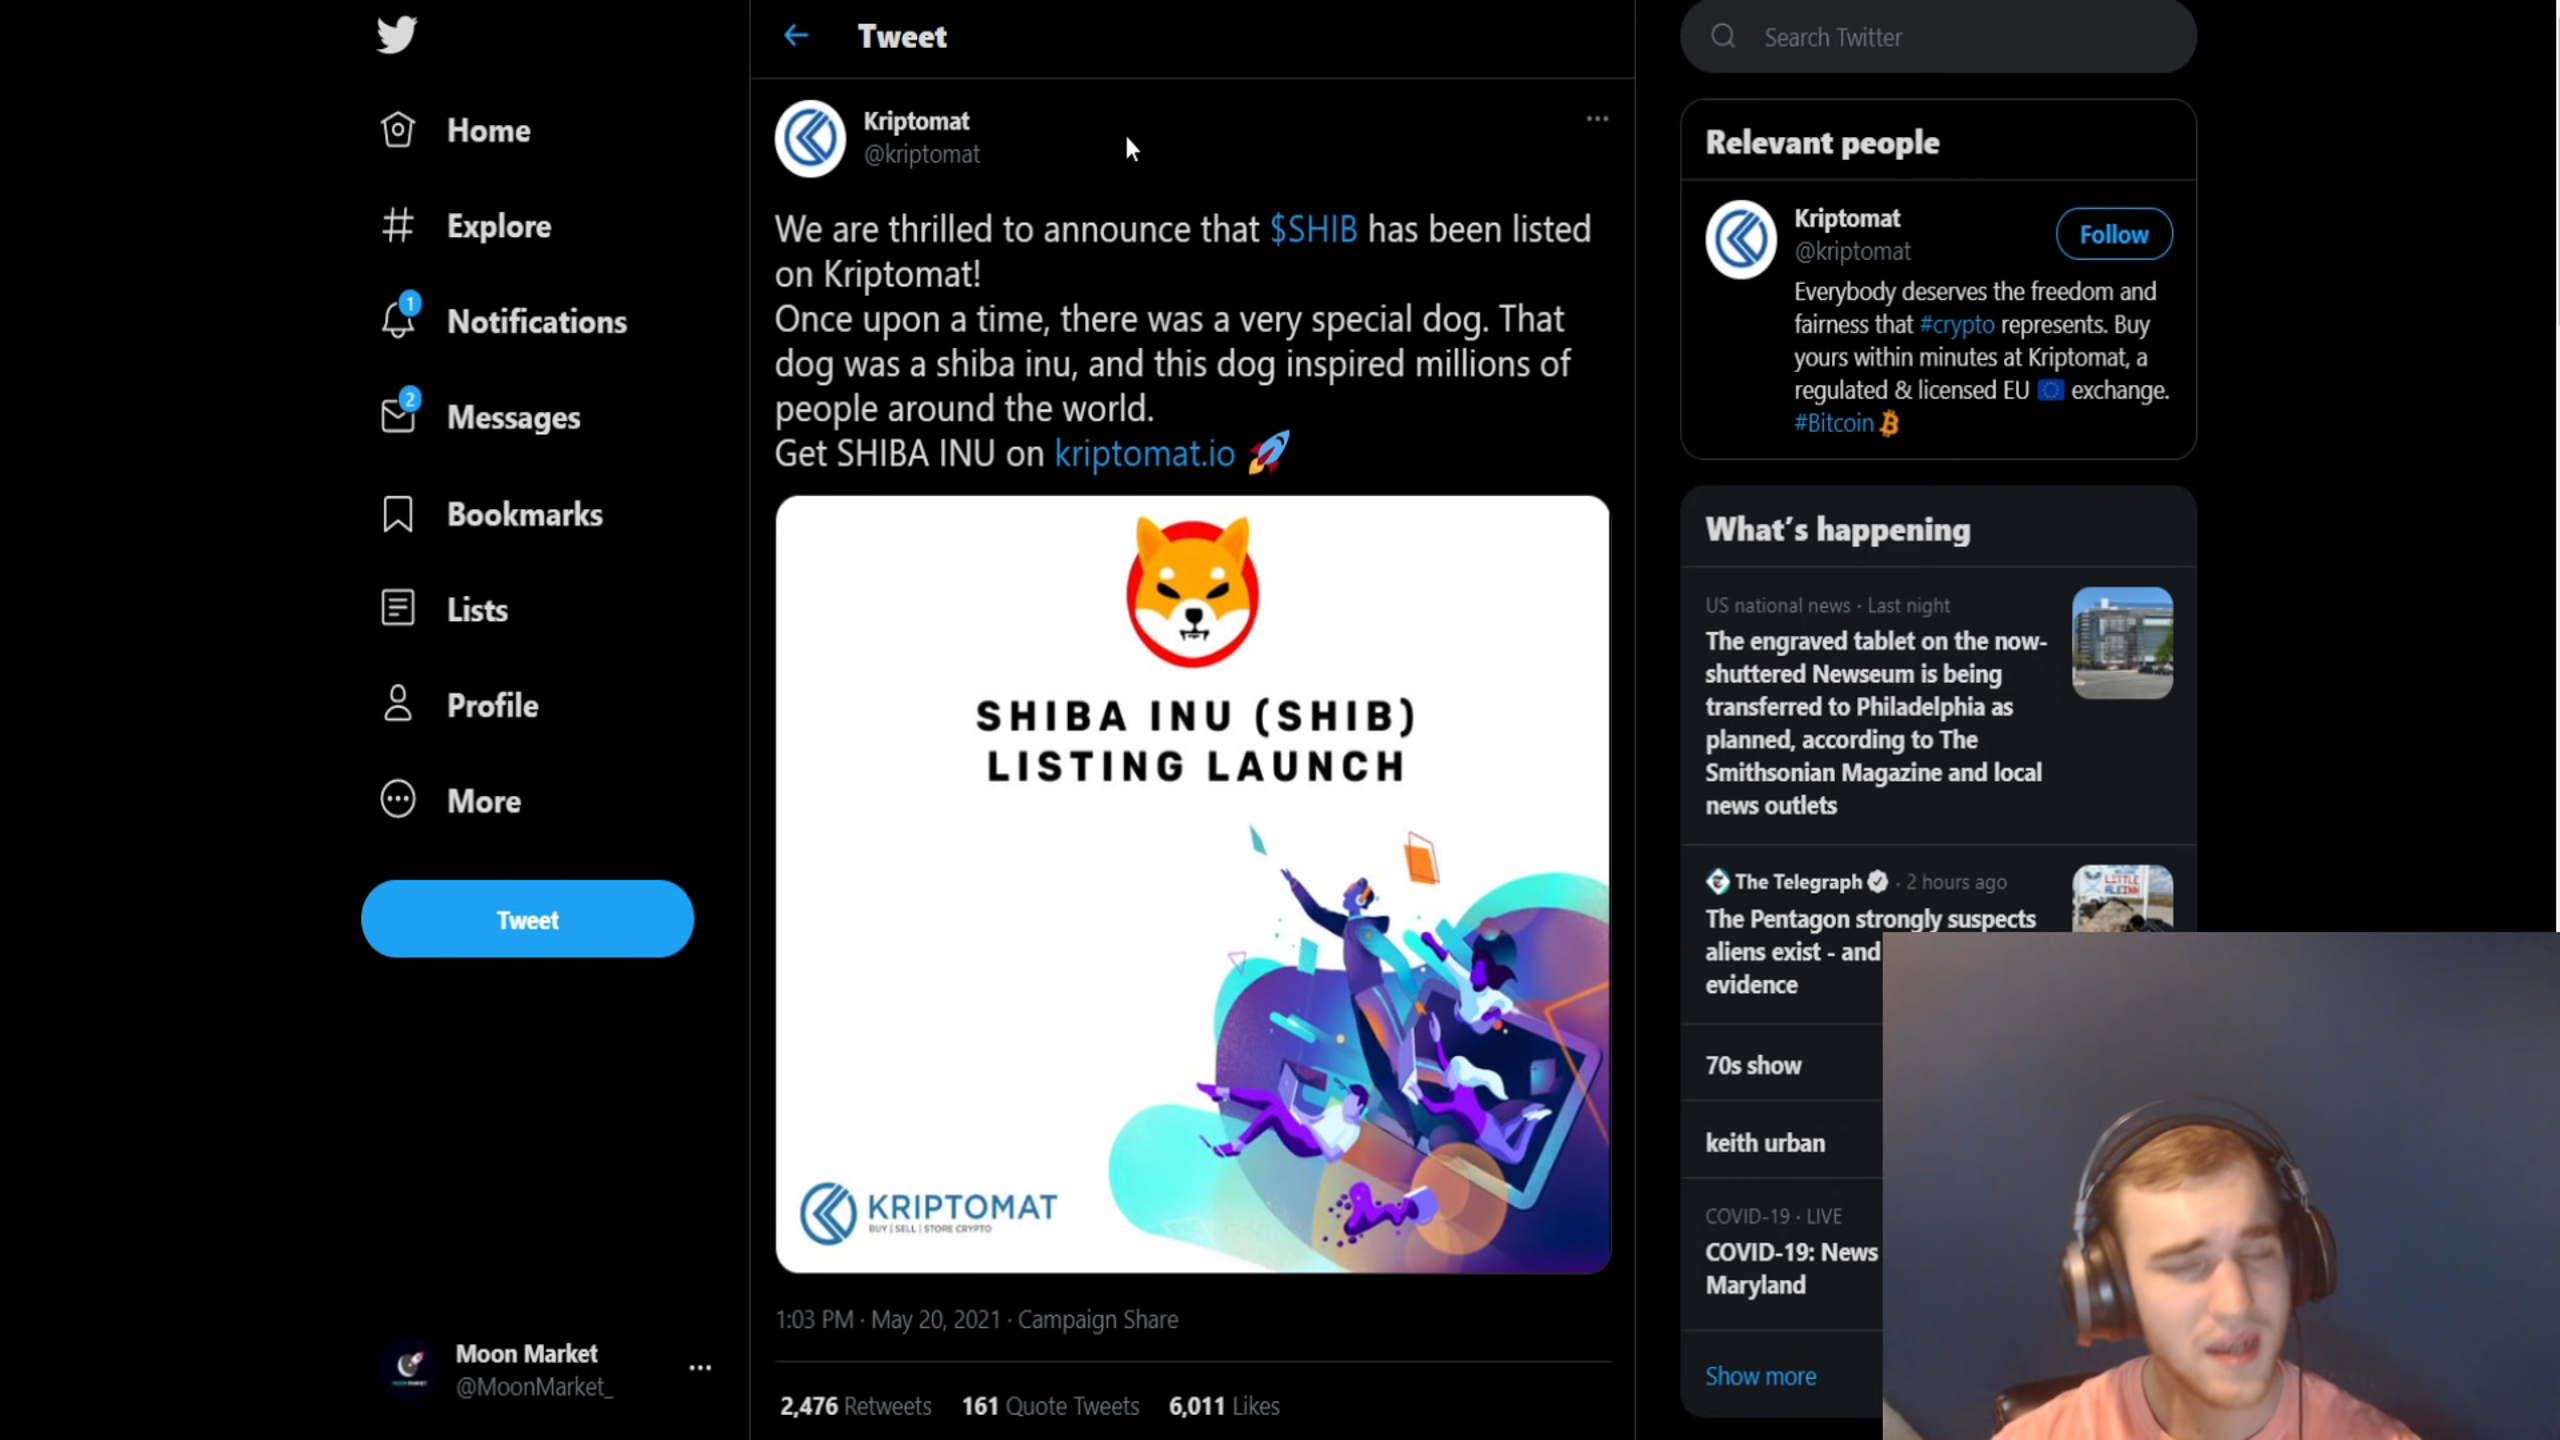 Home
Explore
1
Notifications
2
Messages
Bookmarks
Lists
Profile
More
Tweet
Moon Market
@MoonMarket_
Tweet
Kriptomat
@kriptomat
We are thrilled to announce that $SHIB has been listed
on Kriptomat!
Once upon a time, there was a very special dog. That
dog was a shiba inu, and this dog inspired millions of
people around the world.
Get SHIBA INU on kriptomat.io
SHIBA INU (SHIB)
LISTING LAUNCH
KRIPTOMAT
BUY | SELL | STORE CRYPTO
1:03 PM · May 20, 2021 · Campaign Share
2,476 Retweets 161 Quote Tweets 6,011 Likes
Search Twitter
Relevant people
Kriptomat
@kriptomat
Follow
Everybody deserves the freedom and
fairness that #crypto represents. Buy
yours within minutes at Kriptomat, a
regulated & licensed EU exchange.
#Bitcoin
What's happening
US national news · Last night
The engraved tablet on the now-
shuttered Newseum is being
transferred to Philadelphia as
planned, according to The
Smithsonian Magazine and local
news outlets
The Telegraph · 2 hours ago
The Pentagon strongly suspects
aliens exist - and
evidence
LITTLE
70s show
keith urban
COVID-19 · LIVE
COVID-19: News
Maryland
Show more